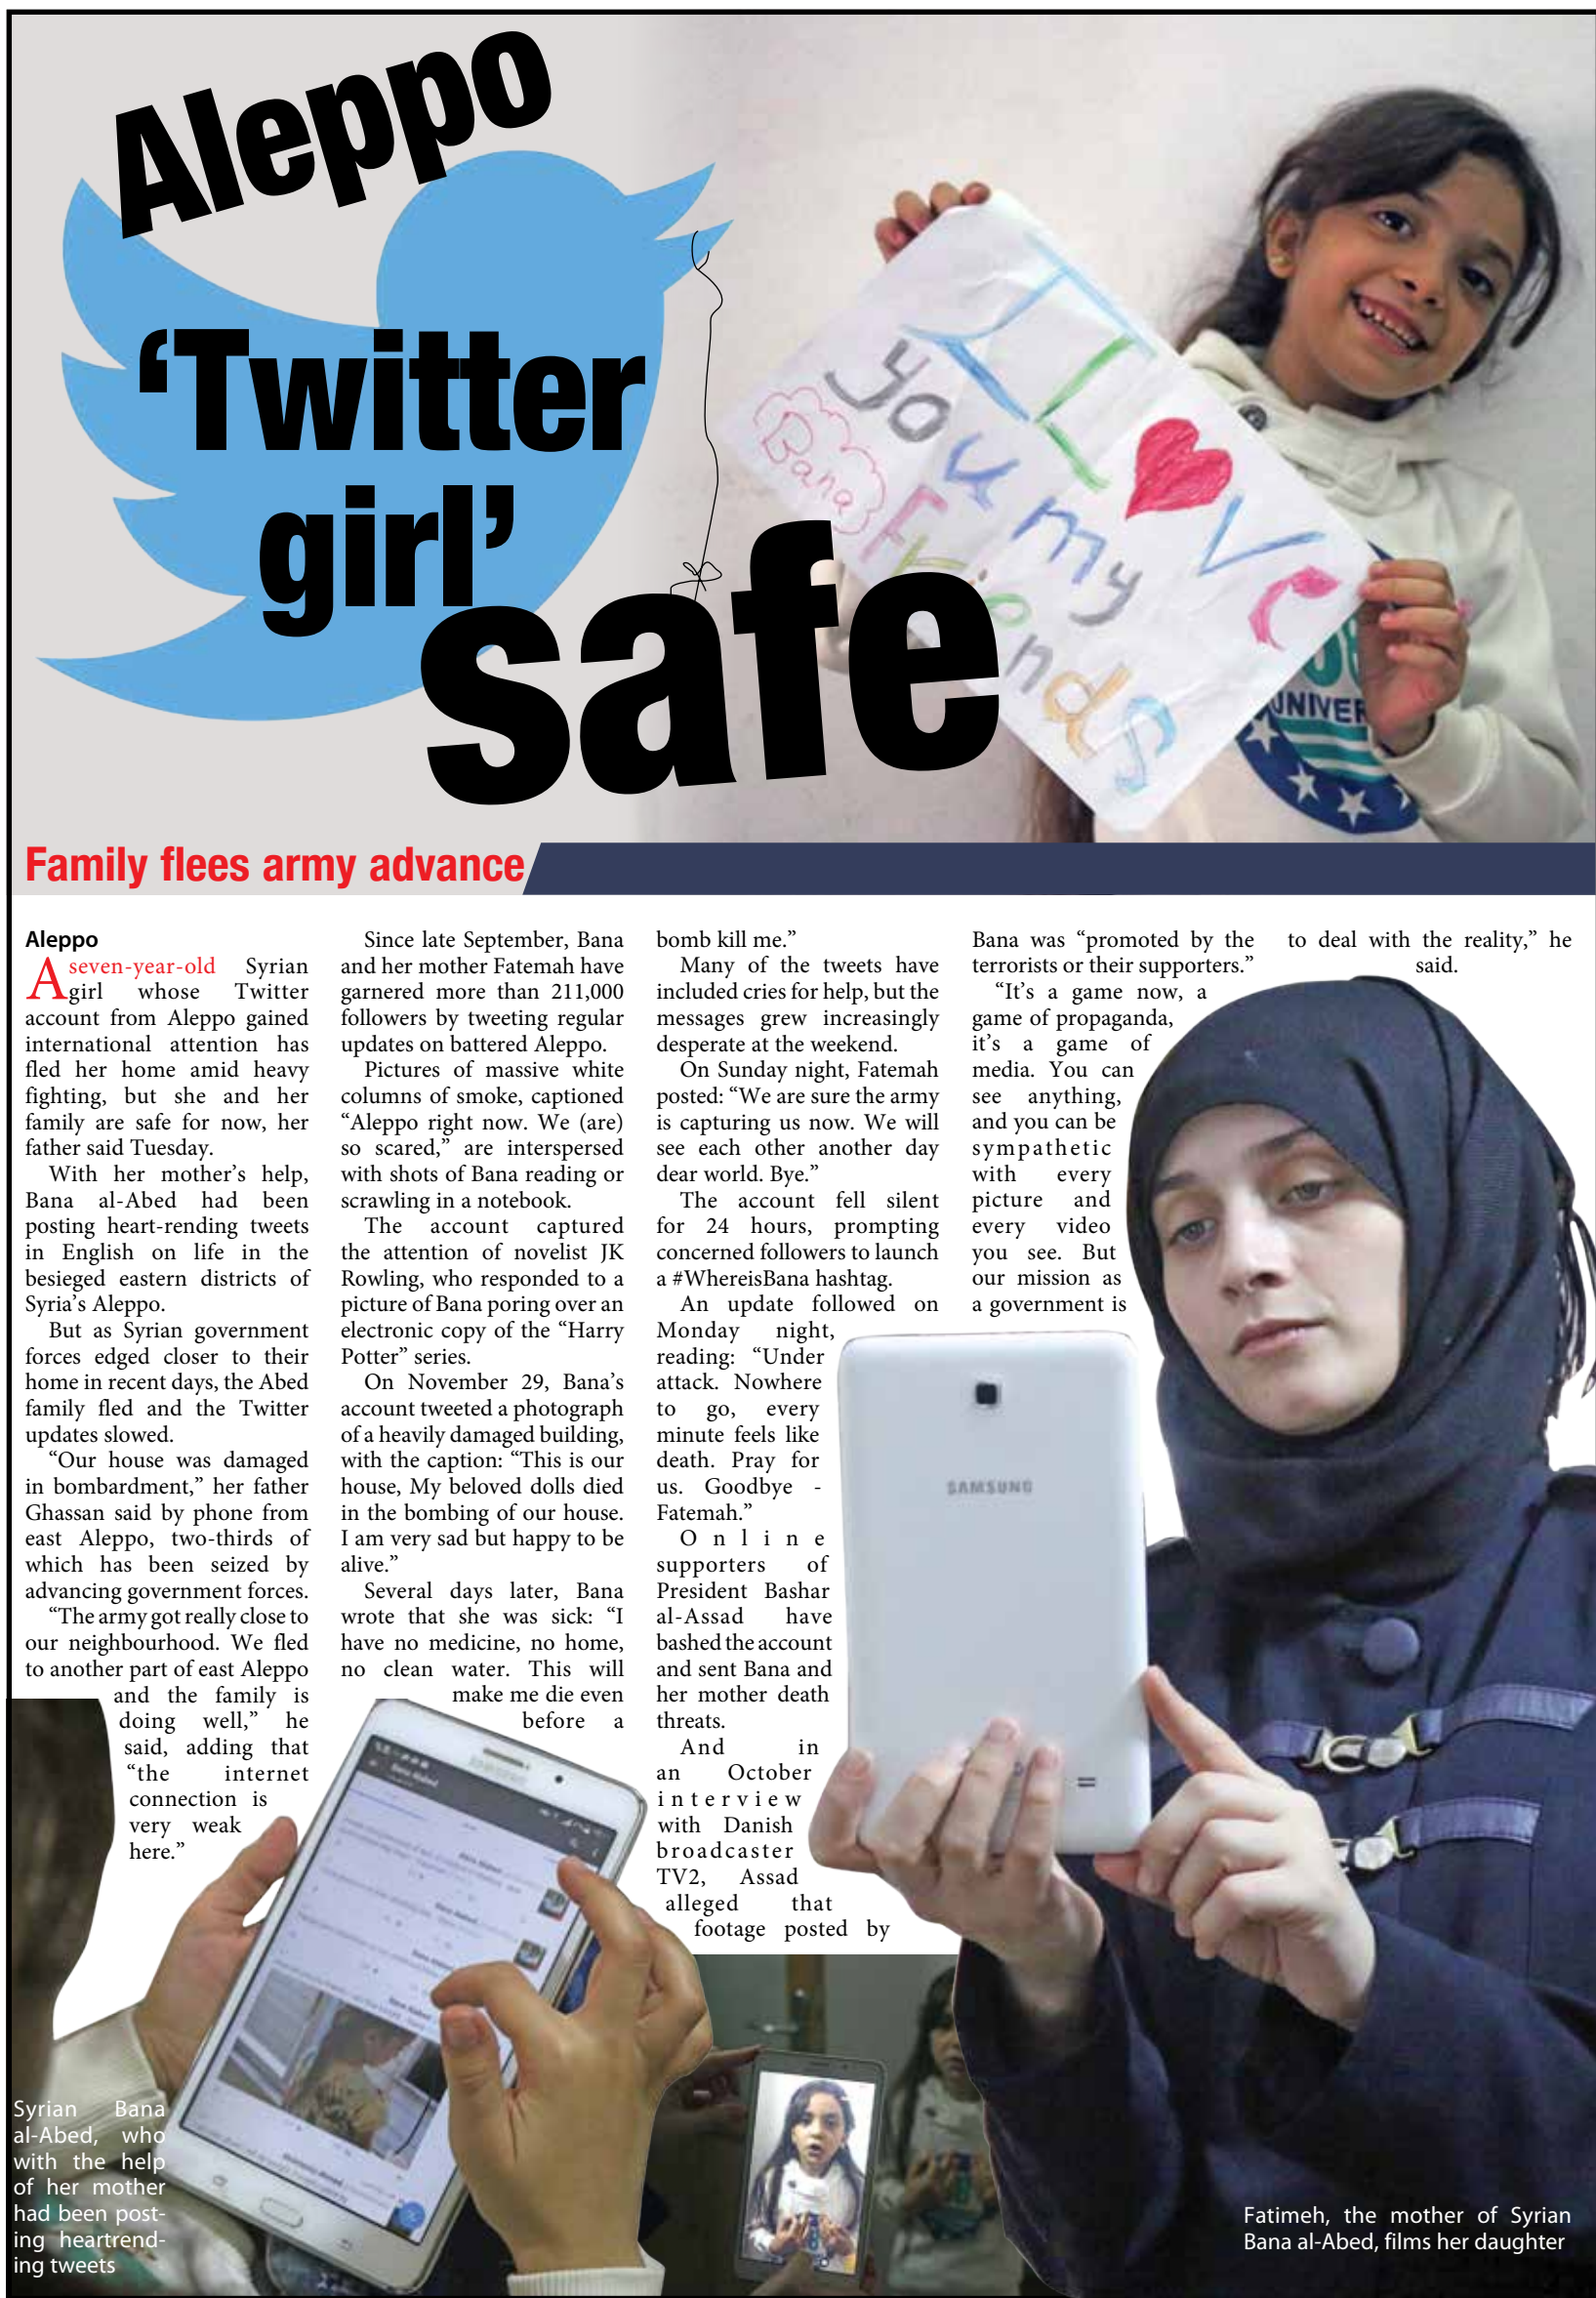 Aleppo
‘Twitter
girl’
safe
I LOVE
you my
Friends
Bana
UNIVER
Family flees army advance
Aleppo
A seven-year-old Syrian
girl whose Twitter
account from Aleppo gained
international attention has
fled her home amid heavy
fighting, but she and her
family are safe for now, her
father said Tuesday.
With her mother’s help,
Bana al-Abed had been
posting heart-rending tweets
in English on life in the
besieged eastern districts of
Syria’s Aleppo.
But as Syrian government
forces edged closer to their
home in recent days, the Abed
family fled and the Twitter
updates slowed.
“Our house was damaged
in bombardment,” her father
Ghassan said by phone from
east Aleppo, two-thirds of
which has been seized by
advancing government forces.
“The army got really close to
our neighbourhood. We fled
to another part of east Aleppo
and the family is
doing well,” he
said, adding that
“the internet
connection is
very weak
here.”
Since late September, Bana
and her mother Fatemah have
garnered more than 211,000
followers by tweeting regular
updates on battered Aleppo.
Pictures of massive white
columns of smoke, captioned
“Aleppo right now. We (are)
so scared,” are interspersed
with shots of Bana reading or
scrawling in a notebook.
The account captured
the attention of novelist JK
Rowling, who responded to a
picture of Bana poring over an
electronic copy of the “Harry
Potter” series.
On November 29, Bana’s
account tweeted a photograph
of a heavily damaged building,
with the caption: “This is our
house, My beloved dolls died
in the bombing of our house.
I am very sad but happy to be
alive.”
Several days later, Bana
wrote that she was sick: “I
have no medicine, no home,
no clean water. This will
make me die even
before a
bomb kill me.”
Many of the tweets have
included cries for help, but the
messages grew increasingly
desperate at the weekend.
On Sunday night, Fatemah
posted: “We are sure the army
is capturing us now. We will
see each other another day
dear world. Bye.”
The account fell silent
for 24 hours, prompting
concerned followers to launch
a #WhereisBana hashtag.
An update followed on
Monday night,
reading: “Under
attack. Nowhere
to go, every
minute feels like
death. Pray for
us. Goodbye -
Fatemah.”
Online
supporters of
President Bashar
al-Assad have
bashed the account
and sent Bana and
her mother death
threats.
And in
an October
interview
with Danish
broadcaster
TV2, Assad
alleged that
footage posted by
Bana was “promoted by the
terrorists or their supporters.”
“It’s a game now, a
game of propaganda,
it’s a game of
media. You can
see anything,
and you can be
sympathetic
with every
picture and
every video
you see. But
our mission as
a government is
to deal with the reality,” he
said.
SAMSUNG
Syrian Bana
al-Abed, who
with the help
of her mother
had been post-
ing heartrend-
ing tweets
Fatimeh, the mother of Syrian
Bana al-Abed, films her daughter